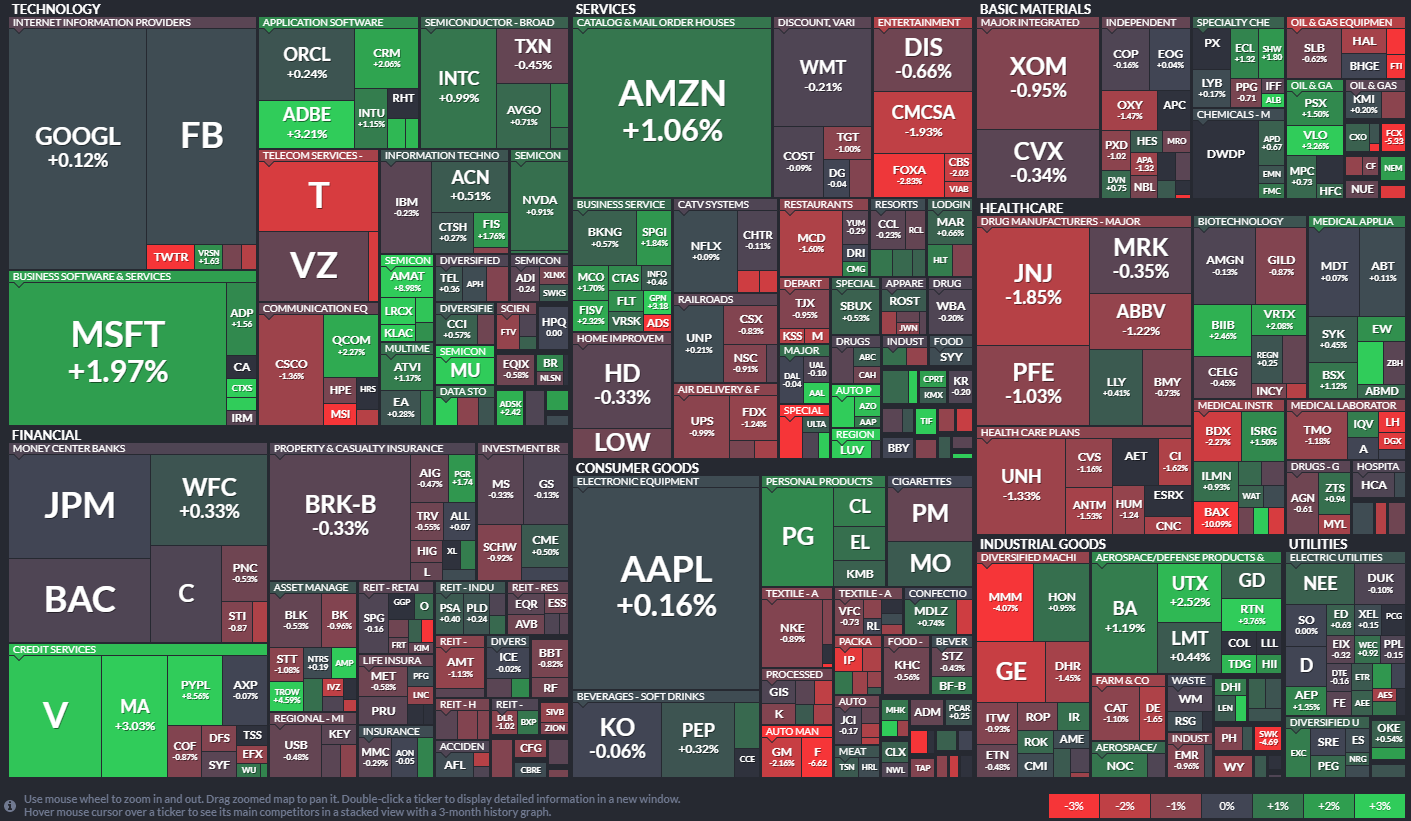 TECHNOLOGY
INTERNET INFORMATION PROVIDERS
GOOGL
+0.12%
FB
TWTR
VRSN
+1.63
APPLICATION SOFTWARE
ORCL
+0.24%
CRM
+2.06%
ADBE
+3.21%
INTU
+1.15%
RHT
SEMICONDUCTOR - BROAD
INTC
+0.99%
TXN
-0.45%
AVGO
+0.71%
TELECOM SERVICES -
T
VZ
INFORMATION TECHNO
IBM
-0.23%
ACN
+0.51%
CTSH
+0.27%
FIS
+1.76%
SEMICON
NVDA
+0.91%
BUSINESS SOFTWARE & SERVICES
MSFT
+1.97%
ADP
+1.56
CA
CTXS
IRM
COMMUNICATION EQ
CSCO
-1.36%
QCOM
+2.27%
HPE
HRS
MSI
SEMICON
AMAT
+8.98%
LRCX
KLAC
DIVERSIFIED
TEL
+0.36
APH
SEMICON
ADI
-0.24
XLNX
SWKS
DIVERSIFIE
CCI
+0.57%
SCIEN
FTV
HPQ
0.00
MULTIME
ATVI
+1.17%
EA
+0.28%
SEMICON
MU
EQIX
-0.58%
BR
NLSN
DATA STO
ADSK
+2.42
FINANCIAL
MONEY CENTER BANKS
JPM
WFC
+0.33%
BAC
C
PNC
-0.53%
STI
-0.87
PROPERTY & CASUALTY INSURANCE
BRK-B
-0.33%
AIG
-0.47%
PGR
+1.74
TRV
-0.55%
ALL
+0.07
HIG
XL
L
INVESTMENT BR
MS
-0.33%
GS
-0.13%
SCHW
-0.92%
CME
+0.50%
CREDIT SERVICES
V
MA
+3.03%
PYPL
+8.56%
AXP
-0.07%
COF
-0.87%
DFS
TSS
SYF
EFX
WU
ASSET MANAGE
BLK
-0.53%
BK
-0.96%
STT
-1.08%
NTRS
+0.19
AMP
TROW
+4.59%
IVZ
REIT - RETAI
SPG
-0.16
GGP
O
FRT
KIM
REIT - INDU
PSA
+0.40
PLD
+0.24
REIT - RES
EQR
ESS
AVB
LIFE INSURA
MET
-0.58%
PFG
LNC
PRU
REIT -
AMT
-1.13%
DIVERS
ICE
-0.02%
BBT
-0.82%
RF
REGIONAL - MI
USB
-0.48%
KEY
INSURANCE
MMC
-0.29%
AON
-0.05
REIT - H
REIT -
DLR
-1.02
BXP
SIVB
ZION
ACCIDEN
AFL
CFG
CBRE
SERVICES
CATALOG & MAIL ORDER HOUSES
AMZN
+1.06%
DISCOUNT, VARI
WMT
-0.21%
COST
-0.09%
TGT
-1.00%
DG
-0.04
ENTERTAINMENT
DIS
-0.66%
CMCSA
-1.93%
FOXA
-2.83%
CBS
-2.03
VIAB
BUSINESS SERVICE
BKNG
+0.57%
SPGI
+1.84%
MCO
+1.70%
CTAS
INFO
+0.46
FISV
+2.32%
FLT
GPN
+3.18
VRSK
ADS
CATV SYSTEMS
NFLX
+0.09%
CHTR
-0.11%
RESTAURANTS
MCD
-1.60%
YUM
-0.29
DRI
CMG
RESORTS
CCL
-0.23%
RCL
LODGIN
MAR
+0.66%
HLT
HOME IMPROVEM
HD
-0.33%
LOW
RAILROADS
UNP
+0.21%
CSX
-0.83%
NSC
-0.91%
DEPART
TJX
-0.95%
KSS
M
SPECIAL
SBUX
+0.53%
APPARE
ROST
JWN
DRUG
WBA
-0.20%
MAJOR
DAL
-0.04
UAL
-0.10
AAL
DRUGS
ABC
CAH
INDUST
CPRT
KMX
FOOD
SYY
KR
-0.20
AIR DELIVERY & F
UPS
-0.99%
FDX
-1.24%
SPECIAL
ULTA
AUTO P
AZO
AAP
TIF
REGION
LUV
BBY
CONSUMER GOODS
ELECTRONIC EQUIPMENT
AAPL
+0.16%
PERSONAL PRODUCTS
PG
CL
EL
KMB
CIGARETTES
PM
MO
TEXTILE - A
NKE
-0.89%
TEXTILE - A
VFC
-0.73
RL
CONFECTIO
MDLZ
+0.74%
PACKA
IP
FOOD -
KHC
-0.56%
BEVER
STZ
-0.43%
BF-B
BEVERAGES - SOFT DRINKS
KO
-0.06%
PEP
+0.32%
CCE
PROCESSED
GIS
K
AUTO
JCI
-0.17
MHK
ADM
PCAR
+0.25
AUTO MAN
GM
-2.16%
F
-6.62
MEAT
TSN
HRL
CLX
NWL
TAP
BASIC MATERIALS
MAJOR INTEGRATED
XOM
-0.95%
CVX
-0.34%
INDEPENDENT
COP
-0.16%
EOG
+0.04%
OXY
-1.47%
APC
PXD
-1.02
HES
MRO
APA
-1.32
DVN
+0.75
NBL
SPECIALTY CHE
PX
ECL
+1.32
SHW
+1.80
LYB
+0.17%
PPG
-0.71
IFF
ALB
CHEMICALS - M
DWDP
APD
+0.67
EMN
FMC
OIL & GAS EQUIPMEN
SLB
-0.62%
HAL
BHGE
FTI
OIL & GA
PSX
+1.50%
VLO
+3.26%
MPC
+0.73
HFC
OIL & GAS
KMI
+0.20%
CXO
FCX
-5.33
CF
NEM
NUE
HEALTHCARE
DRUG MANUFACTURERS - MAJOR
JNJ
-1.85%
MRK
-0.35%
ABBV
-1.22%
PFE
-1.03%
LLY
+0.41%
BMY
-0.73%
BIOTECHNOLOGY
AMGN
-0.13%
GILD
-0.87%
BIIB
+2.46%
VRTX
+2.08%
REGN
+0.25
CELG
-0.45%
INCY
MEDICAL APPLIA
MDT
+0.07%
ABT
+0.11%
SYK
+0.45%
EW
BSX
+1.12%
ZBH
ABMD
HEALTH CARE PLANS
UNH
-1.33%
CVS
-1.16%
AET
CI
-1.62%
ANTM
-1.53%
HUM
-1.24
ESRX
CNC
MEDICAL INSTR
BDX
-2.27%
ISRG
+1.50%
ILMN
+0.93%
WAT
BAX
-10.09%
MEDICAL LABORATOR
TMO
-1.18%
IQV
LH
A
DGX
DRUGS - G
AGN
-0.61
ZTS
+0.94
MYL
HOSPITA
HCA
INDUSTRIAL GOODS
DIVERSIFIED MACHI
MMM
-4.07%
HON
+0.95%
GE
DHR
-1.45%
ITW
-0.93%
ROP
IR
ROK
AME
ETN
-0.48%
CMI
AEROSPACE/DEFENSE PRODUCTS &
BA
+1.19%
UTX
+2.52%
GD
RTN
+3.76%
LMT
+0.44%
COL
LLL
TDG
HII
FARM & CO
CAT
-1.10%
DE
-1.65
WASTE
WM
RSG
DHI
LEN
AEROSPACE/
NOC
INDUST
EMR
-0.96%
PH
SWK
-4.69
WY
UTILITIES
ELECTRIC UTILITIES
NEE
DUK
-0.10%
SO
0.00%
ED
+0.63
XEL
+0.15
PCG
D
EIX
-0.32
WEC
+0.92
PPL
-0.15
DTE
-0.16
ETR
AEP
+1.35%
FE
AEE
AES
DIVERSIFIED U
EXC
SRE
ES
OKE
+0.54%
PEG
NRG
Use mouse wheel to zoom in and out. Drag zoomed map to pan it. Double-click a ticker to display detailed information in a new window.
Hover mouse cursor over a ticker to see its main competitors in a stacked view with a 3-month history graph.
-3% -2% -1% 0% +1% +2% +3%